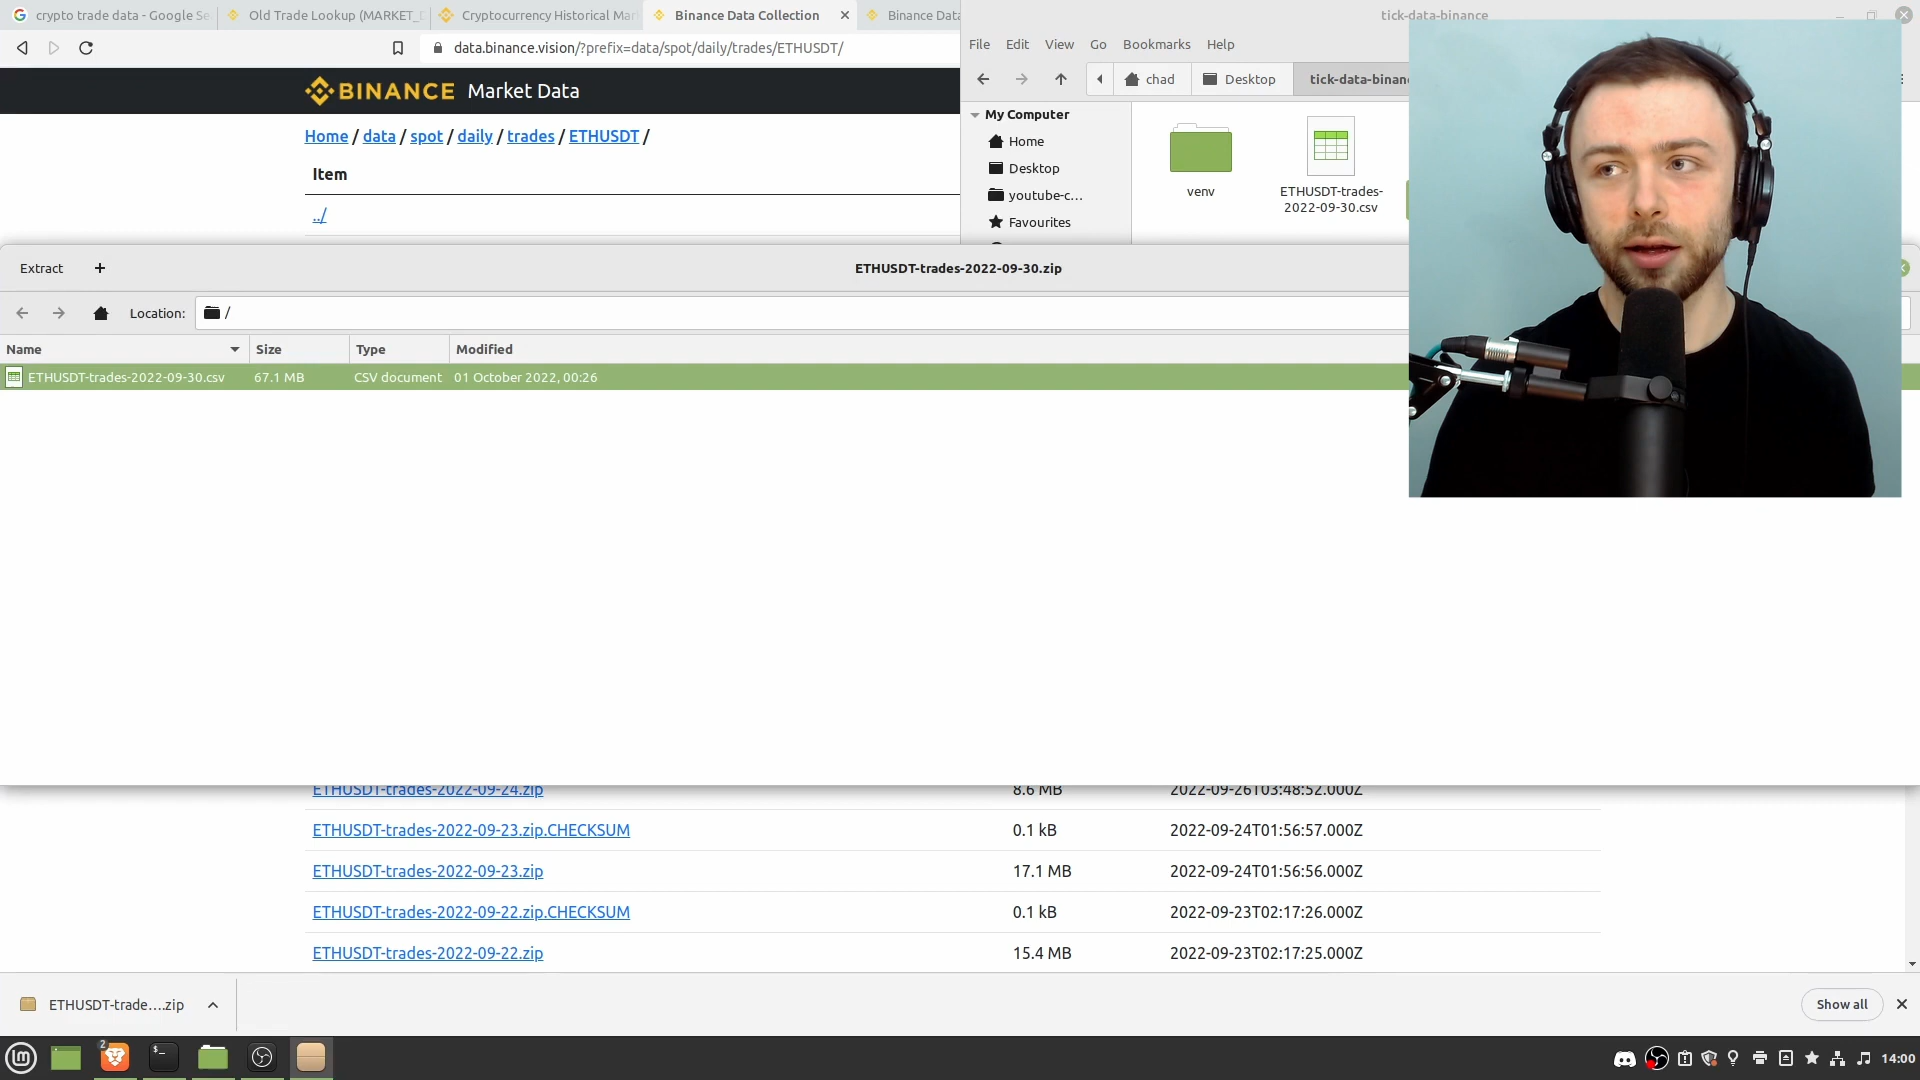 crypto trade data - Google Se
Old Trade Lookup (MARKET_
Cryptocurrency Historical Mar
Binance Data Collection
Binance Data
tick-data-binance
data.binance.vision/?prefix=data/spot/daily/trades/ETHUSDT/
File Edit View Go Bookmarks Help
BINANCE Market Data
chad
Desktop
tick-data-binan
Home / data / spot / daily / trades / ETHUSDT /
Item
../
My Computer
Home
Desktop
youtube-c...
Favourites
venv
ETHUSDT-trades-
2022-09-30.csv
Extract
+
ETHUSDT-trades-2022-09-30.zip
Location: /
Name Size Type Modified
ETHUSDT-trades-2022-09-30.csv 67.1 MB CSV document 01 October 2022, 00:26
ETHUSDT-trades-2022-09-24.zip 8.6 MB 2022-09-26T03:48:52.000Z
ETHUSDT-trades-2022-09-23.zip.CHECKSUM 0.1 kB 2022-09-24T01:56:57.000Z
ETHUSDT-trades-2022-09-23.zip 17.1 MB 2022-09-24T01:56:56.000Z
ETHUSDT-trades-2022-09-22.zip.CHECKSUM 0.1 kB 2022-09-23T02:17:26.000Z
ETHUSDT-trades-2022-09-22.zip 15.4 MB 2022-09-23T02:17:25.000Z
ETHUSDT-trade....zip
Show all
lm
2
14:00